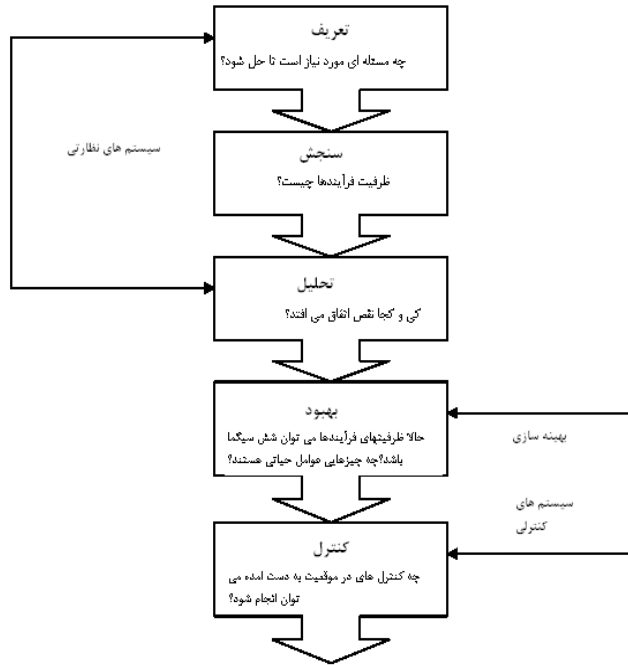 تعریف
چه مسئله ای مورد نیاز است تا حل شود؟
سیستم های نظارتی
سنجش
ظرفیت فرآیندها چیست؟
تحلیل
کی و کجا نقص اتفاق می افتد؟
بهبود
حالا ظرفیتهای فرآیندها می توان شش سیگما
باشد؟چه چیزهایی عوامل حیاتی هستند؟
بهینه سازی
سیستم های
کنترلی
کنترل
چه کنترل های در موقعیت به دست امده می
توان انجام شود؟